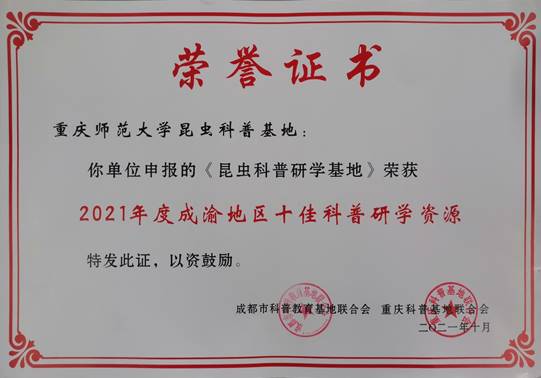 荣誉证书
重庆师范大学昆虫科普基地：
你单位申报的《昆虫科普研学基地》荣获
2021年度成渝地区十佳科普研学资源
特发此证，以资鼓励。
成都市科普教育基地联合会 重庆科普基地联合会
二〇二一年十月